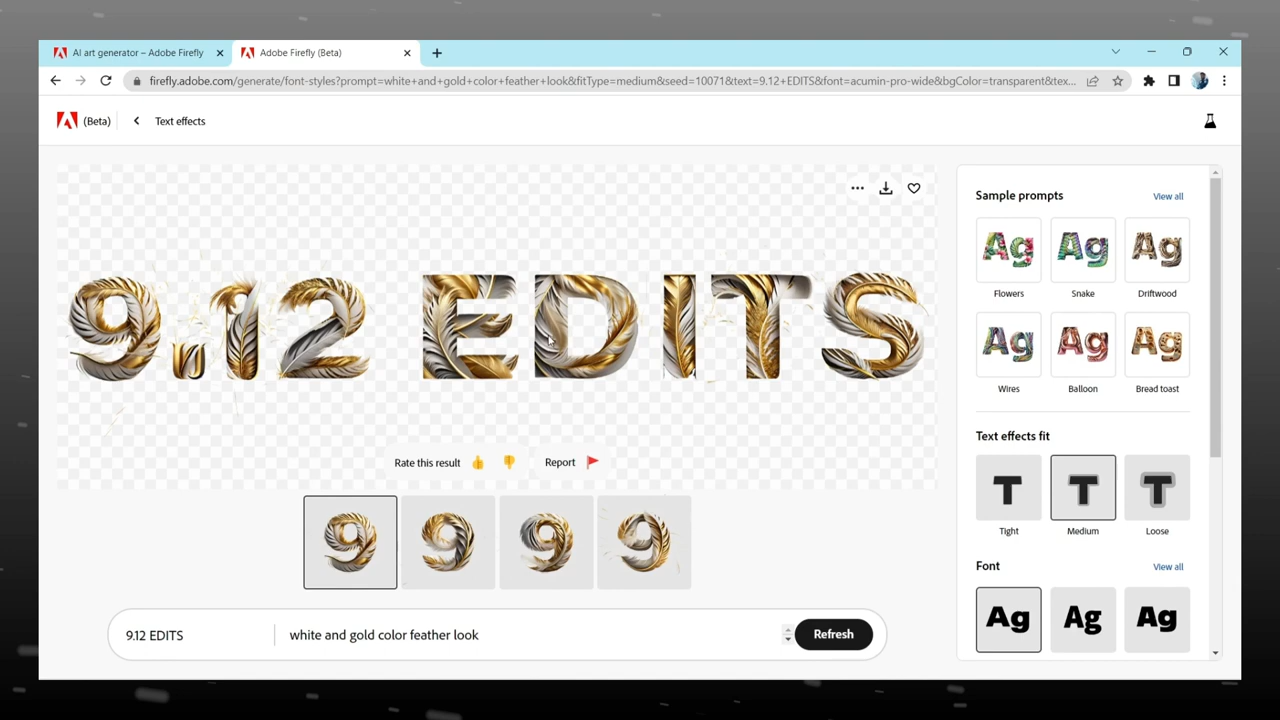 AI art generator – Adobe Firefly
Adobe Firefly (Beta)
firefly.adobe.com/generate/font-styles?prompt=white+and+gold+color+feather+look&fitType=medium&seed=10071&text=9.12+EDITS&font=acumin-pro-wide&bgColor=transparent&tex...
(Beta)
Text effects
9.12 EDITS
Rate this result
Report
9
9
9
9
9.12 EDITS
white and gold color feather look
Refresh
Sample prompts
View all
Ag
Ag
Ag
Flowers
Snake
Driftwood
Ag
Ag
Ag
Wires
Balloon
Bread toast
Text effects fit
T
T
T
Tight
Medium
Loose
Font
View all
Ag
Ag
Ag